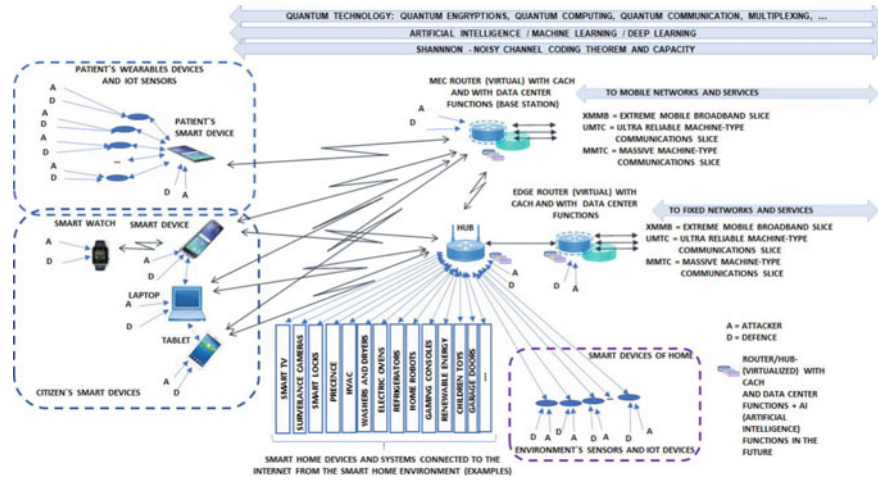 QUANTUM TECHNOLOGY: QUANTUM ENCRYPTIONS, QUANTUM COMPUTING, QUANTUM COMMUNICATION, MULTIPLEXING, ...
ARTIFICIAL INTELLIGENCE / MACHINE LEARNING / DEEP LEARNING
SHANNNON - NOISY CHANNEL CODING THEOREM AND CAPACITY
PATIENT`S WEARABLES DEVICES
AND IOT SENSORS
A
D
A
D
A
D
A
D
...
PATIENT`S
SMART DEVICE
D
A
MEC ROUTER (VIRTUAL) WITH CACH
AND WITH DATA CENTER
FUNCTIONS (BASE STATION)
A
D
TO MOBILE NETWORKS AND SERVICES
XMMB = EXTREME MOBILE BROADBAND SLICE
UMTC = ULTRA RELIABLE MACHINE-TYPE
COMMUNICATIONS SLICE
MMTC = MASSIVE MACHINE-TYPE
COMMUNICATIONS SLICE
SMART WATCH
A
D
SMART DEVICE
A
D
LAPTOP
A
D
TABLET
A
D
CITIZEN`S SMART DEVICES
HUB
A
D
EDGE ROUTER (VIRTUAL) WITH
CACH AND WITH DATA CENTER
FUNCTIONS
D
A
TO FIXED NETWORKS AND SERVICES
XMMB = EXTREME MOBILE BROADBAND SLICE
UMTC = ULTRA RELIABLE MACHINE-TYPE
COMMUNICATIONS SLICE
MMTC = MASSIVE MACHINE-TYPE
COMMUNICATIONS SLICE
SMART TV
SURVEILANCE CAMERAS
SMART LOCKS
PRECENCE
HVAC
WASHERS AND DRYERS
ELECTRIC OVENS
REFRIGERATORS
HOME ROBOTS
GAMING CONSOLES
RENEWABLE ENERGY
CHILDREN TOYS
GARAGE DOORS
...
SMART HOME DEVICES AND SYSTEMS CONNECTED TO THE
INTERNET FROM THE SMART HOME ENVIRONMENT (EXAMPLES)
SMART DEVICES OF HOME
...
D
A
D
A
D
A
D
A
ENVIRONMENT`S SENSORS AND IOT DEVICES
A = ATTACKER
D = DEFENCE
ROUTER/HUB-
(VIRTUALIZED) WITH
CACH
AND DATA CENTER
FUNCTIONS + AI
(ARTIFICIAL
INTELLIGENCE)
FUNCTIONS IN THE
FUTURE